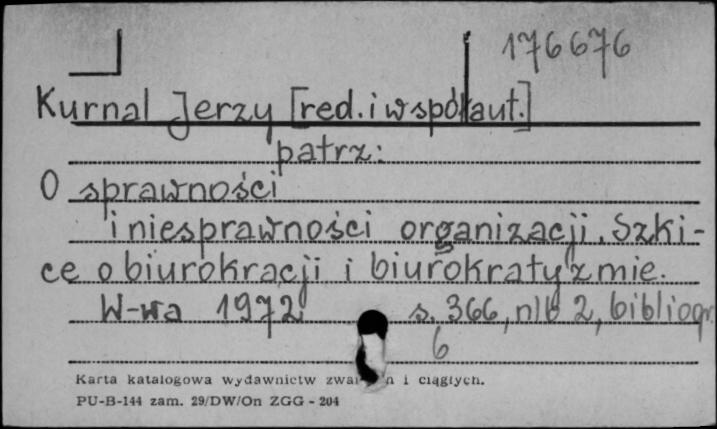 176676
Kurnal Jerzy [red. i współaut.]
patrz:
O sprawności
i niesprawności organizacji. Szki-
ce o biurokracji i biurokratyzmie.
W-wa 1972 s. 366, nlb 2, bibliogr.
6
Karta katalogowa wydawnictw i ciągłych.
PU-B-144 zam. 29/DW/On ZGG - 204